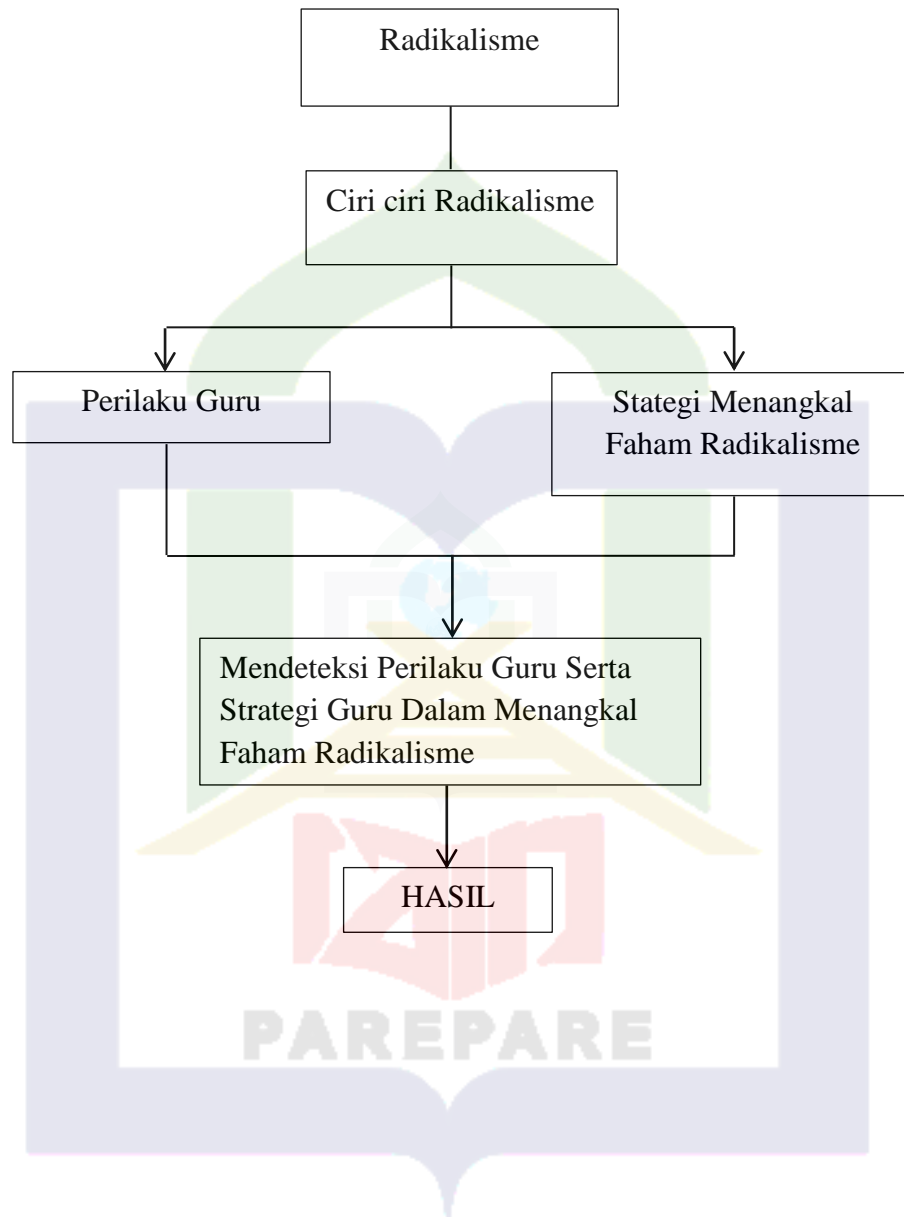 Radikalisme
Ciri ciri Radikalisme
Perilaku Guru
Stategi Menangkal
Faham Radikalisme
Mendeteksi Perilaku Guru Serta
Strategi Guru Dalam Menangkal
Faham Radikalisme
HASIL
iain
PAREPARE